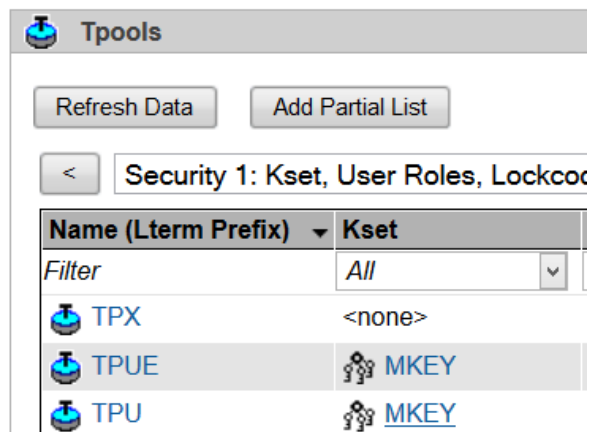 Tpools
Refresh Data Add Partial List
< Security 1: Kset, User Roles,
Name (Lterm Prefix) Kset
Filter All
TPX <none>
TPUE MKEY
TPU MKEY